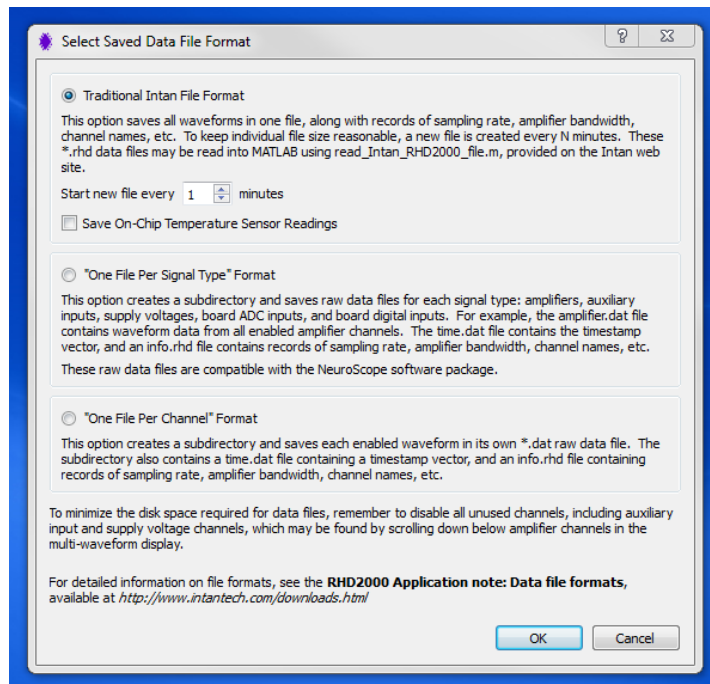 Select Saved Data File Format
Traditional Intan File Format
This option saves all waveforms in one file, along with records of sampling rate, amplifier bandwidth,
channel names, etc.  To keep individual file size reasonable, a new file is created every N minutes.  These
*.rhd data files may be read into MATLAB using read_Intan_RHD2000_file.m, provided on the Intan web
site.
Start new file every 1 minutes
Save On-Chip Temperature Sensor Readings
"One File Per Signal Type" Format
This option creates a subdirectory and saves raw data files for each signal type: amplifiers, auxiliary
inputs, supply voltages, board ADC inputs, and board digital inputs.  For example, the amplifier.dat file
contains waveform data from all enabled amplifier channels.  The time.dat file contains the timestamp
vector, and an info.rhd file contains records of sampling rate, amplifier bandwidth, channel names, etc.
These raw data files are compatible with the NeuroScope software package.
"One File Per Channel" Format
This option creates a subdirectory and saves each enabled waveform in its own *.dat raw data file.  The
subdirectory also contains a time.dat file containing a timestamp vector, and an info.rhd file containing
records of sampling rate, amplifier bandwidth, channel names, etc.
To minimize the disk space required for data files, remember to disable all unused channels, including auxiliary
input and supply voltage channels, which may be found by scrolling down below amplifier channels in the
multi-waveform display.
For detailed information on file formats, see the RHD2000 Application note: Data file formats,
available at http://www.intantech.com/downloads.html
OK Cancel